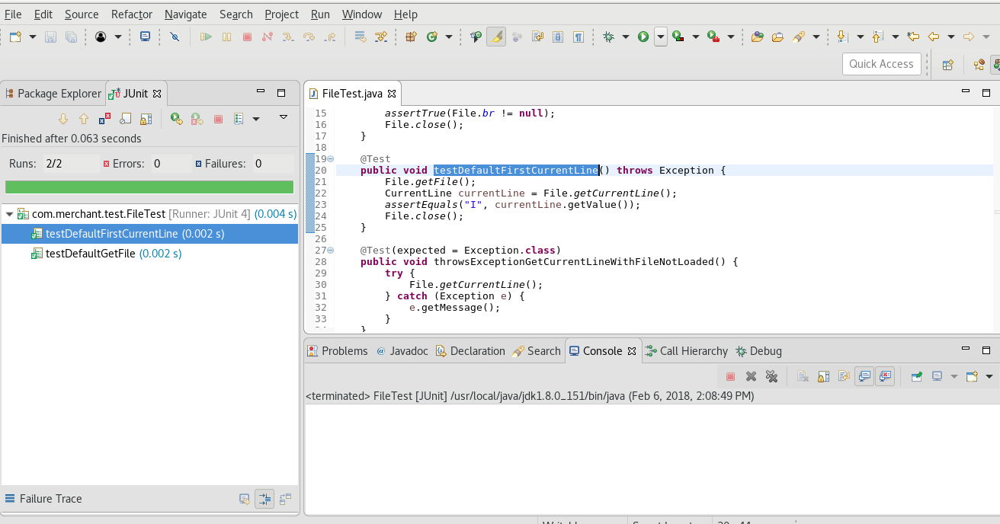 File Edit Source Refactor Navigate Search Project Run Window Help
Quick Access
Package Explorer JUnit
Finished after 0.063 seconds
Runs: 2/2 Errors: 0 Failures: 0
com.merchant.test.FileTest [Runner: JUnit 4] (0.004 s)
testDefaultFirstCurrentLine (0.002 s)
testDefaultGetFile (0.002 s)
Failure Trace
FileTest.java
15 assertTrue(File.br != null);
16 File.close();
17 }
18
19 @Test
20 public void testDefaultFirstCurrentLine() throws Exception {
21 File.getFile();
22 CurrentLine currentLine = File.getCurrentLine();
23 assertEquals("I", currentLine.getValue());
24 File.close();
25 }
26
27 @Test(expected = Exception.class)
28 public void throwsExceptionGetCurrentLineWithFileNotLoaded() {
29 try {
30 File.getCurrentLine();
31 } catch (Exception e) {
32 e.getMessage();
33 }
}
Problems @ Javadoc Declaration Search Console Call Hierarchy Debug
<terminated> FileTest [JUnit] /usr/local/java/jdk1.8.0_151/bin/java (Feb 6, 2018, 2:08:49 PM)